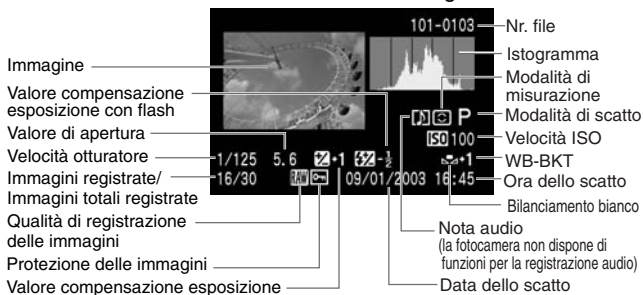 101-0103
Nr. file
Istogramma
Immagine
Modalità di
misurazione
Valore compensazione
esposizione con flash
P
Modalità di scatto
Valore di apertura
ISO 100
Velocità ISO
Velocità otturatore
1/125 5.6 +1 -½
+1
WB-BKT
Immagini registrate/
Immagini totali registrate
16/30 RAW 09/01/2003 16:45
Ora dello scatto
Bilanciamento bianco
Qualità di registrazione
delle immagini
Nota audio
(la fotocamera non dispone di
funzioni per la registrazione audio)
Protezione delle immagini
Valore compensazione esposizione
Data dello scatto